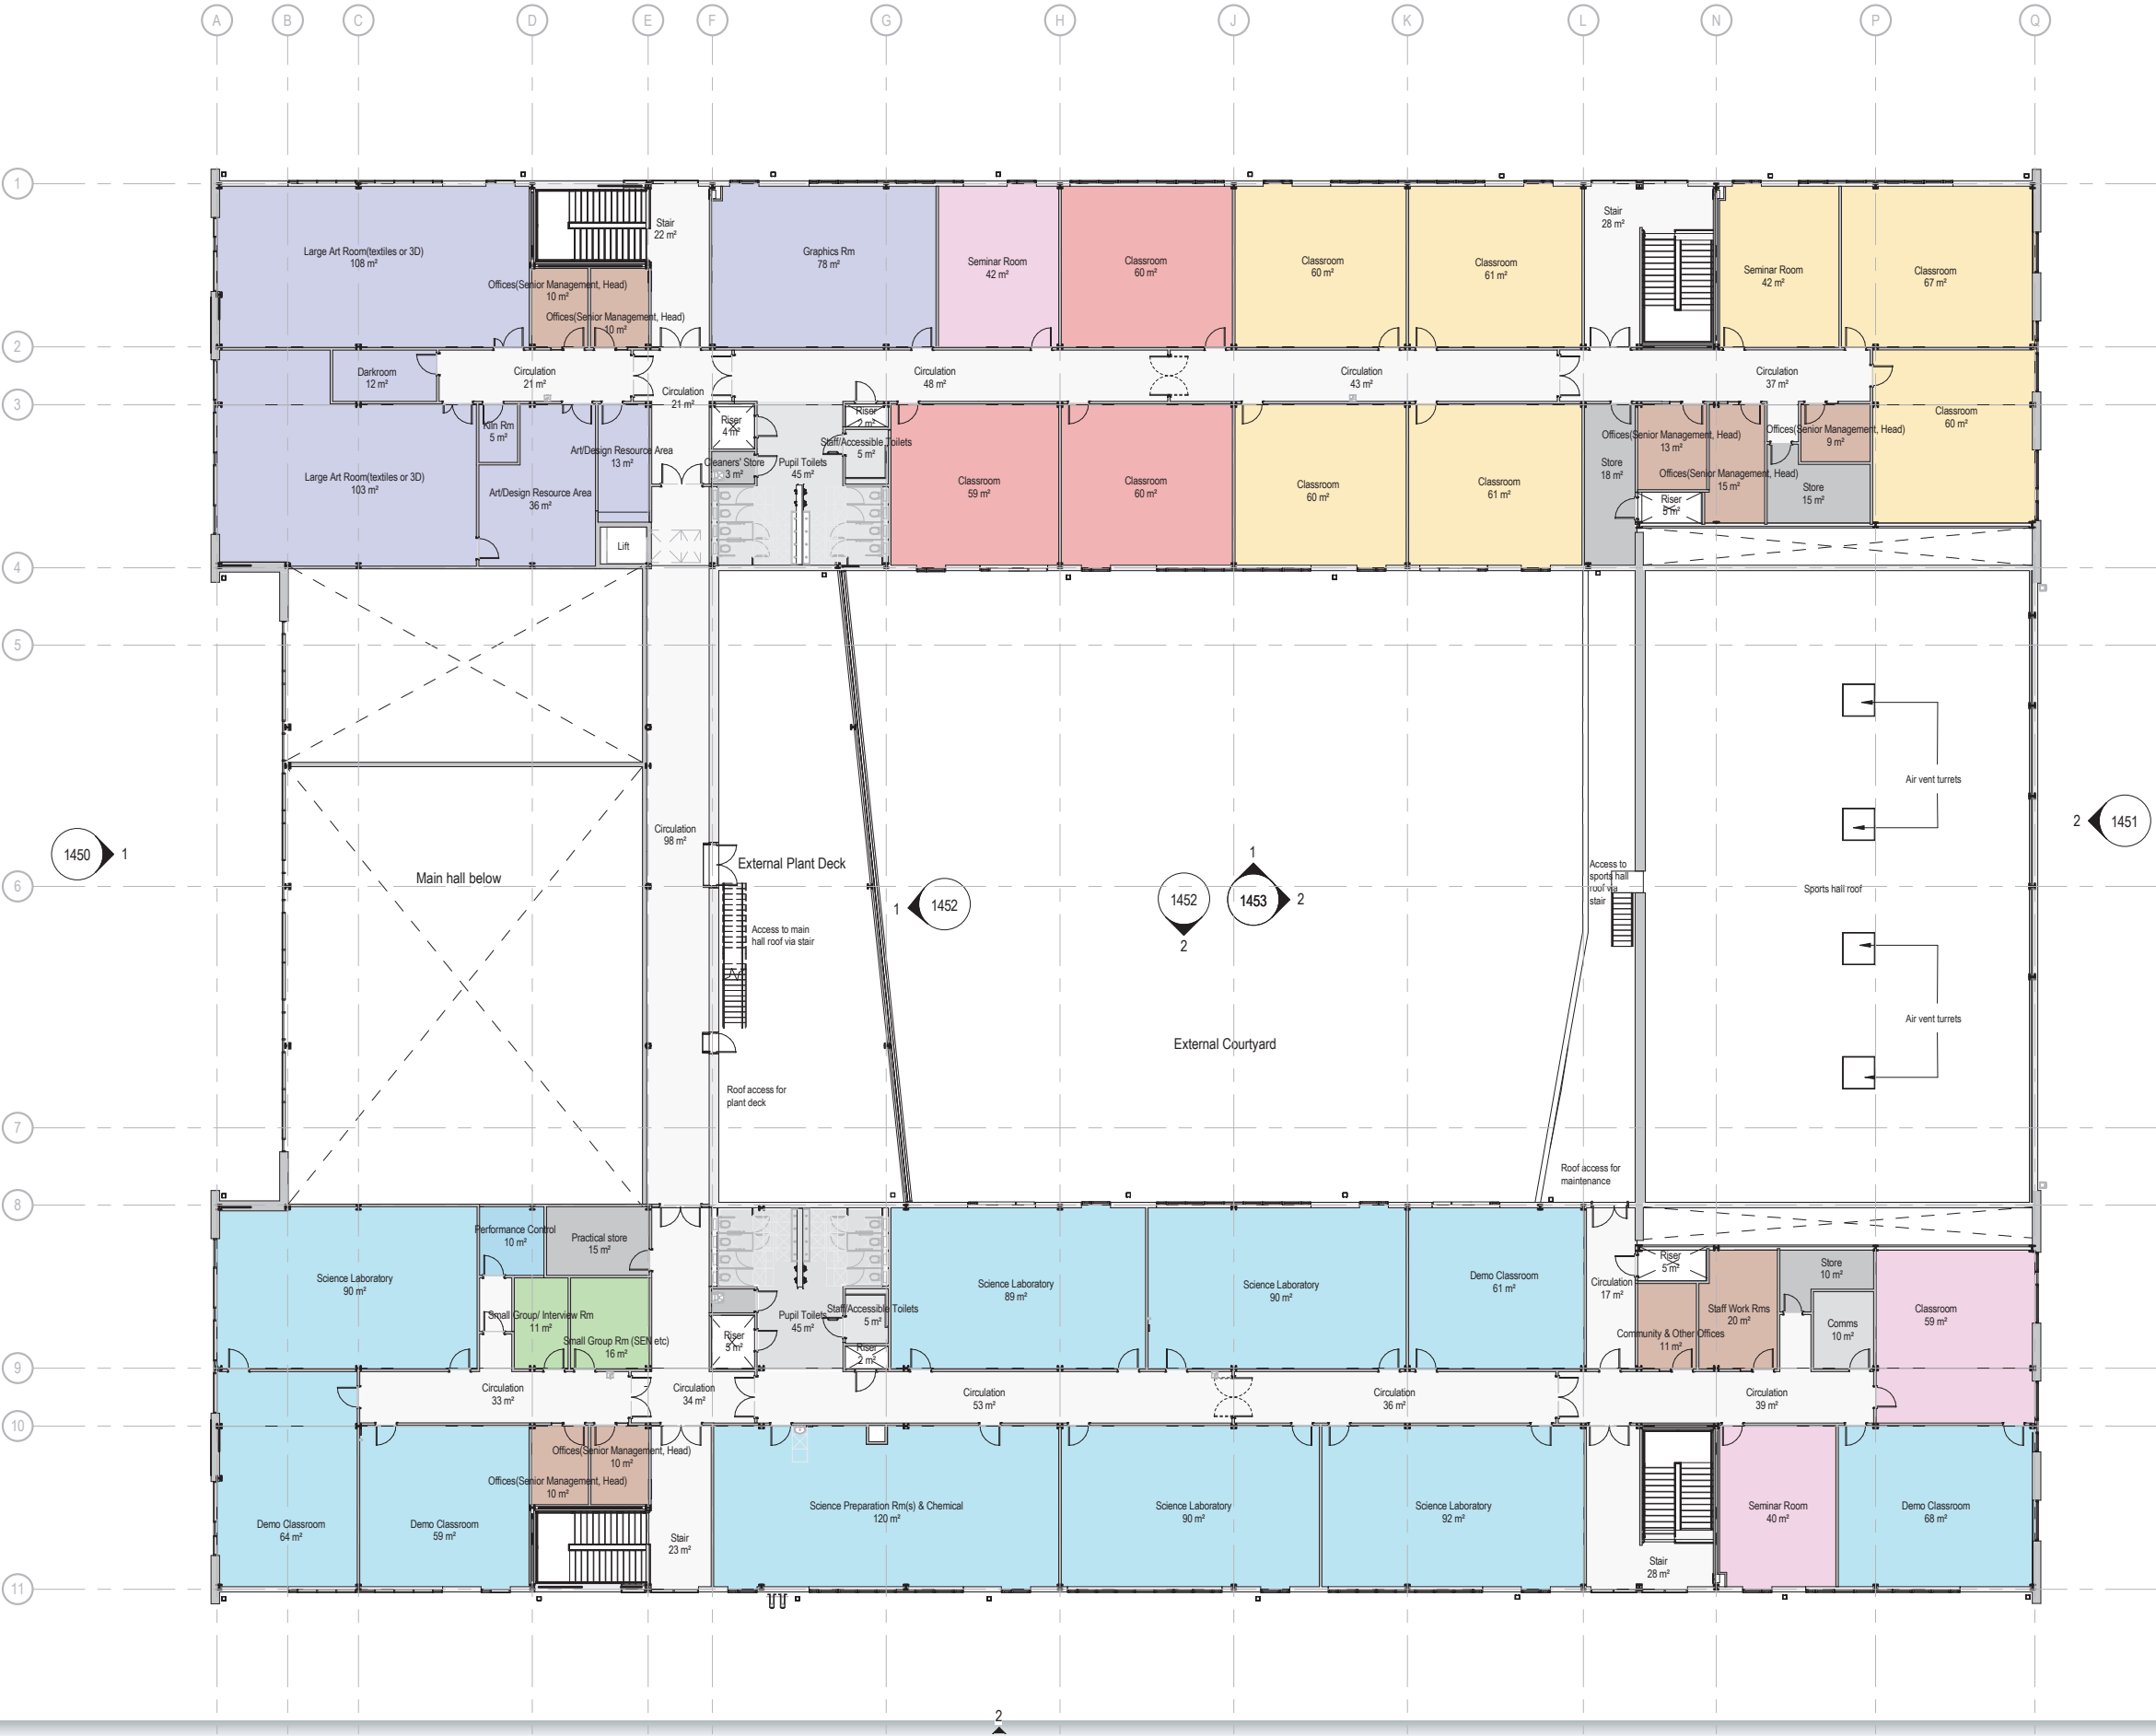 A
B
C
D
E
F
G
H
J
K
L
N
P
Q
1
2
3
4
5
6
7
8
9
10
11
Large Art Room(textiles or 3D)
108 m²
Stair
22 m²
Offices(Senior Management, Head)
10 m²
Offices(Senior Management, Head)
10 m²
Graphics Rm
78 m²
Seminar Room
42 m²
Classroom
60 m²
Classroom
60 m²
Classroom
61 m²
Stair
28 m²
Seminar Room
42 m²
Classroom
67 m²
Darkroom
12 m²
Circulation
21 m²
Circulation
21 m²
Circulation
48 m²
Circulation
43 m²
Circulation
37 m²
Classroom
60 m²
Large Art Room(textiles or 3D)
103 m²
Kiln Rm
5 m²
Art/Design Resource Area
36 m²
Art/Design Resource Area
13 m²
Lift
Riser
4 m²
Cleaners' Store
3 m²
Pupil Toilets
45 m²
Riser
2 m²
Staff/Accessible Toilets
5 m²
Classroom
59 m²
Classroom
60 m²
Classroom
60 m²
Classroom
61 m²
Store
18 m²
Offices(Senior Management, Head)
13 m²
Offices(Senior Management, Head)
15 m²
Offices(Senior Management, Head)
9 m²
Store
15 m²
Riser
5 m²
Main hall below
Circulation
98 m²
External Plant Deck
Access to main
hall roof via stair
Roof access for
plant deck
External Courtyard
Access to
sports hall
roof via
stair
Roof access for
maintenance
Sports hall roof
Air vent turrets
Air vent turrets
1450
1
1452
1
1452
2
1453
1
2
1451
2
Science Laboratory
90 m²
Performance Control
10 m²
Practical store
15 m²
Small Group/ Interview Rm
11 m²
Small Group Rm (SEN etc)
16 m²
Riser
5 m²
Pupil Toilets
45 m²
Staff/Accessible Toilets
5 m²
Riser
2 m²
Science Laboratory
89 m²
Science Laboratory
90 m²
Demo Classroom
61 m²
Circulation
17 m²
Riser
5 m²
Community & Other Offices
11 m²
Staff Work Rms
20 m²
Store
10 m²
Comms
10 m²
Classroom
59 m²
Circulation
33 m²
Circulation
34 m²
Circulation
53 m²
Circulation
36 m²
Circulation
39 m²
Demo Classroom
64 m²
Demo Classroom
59 m²
Offices(Senior Management, Head)
10 m²
Offices(Senior Management, Head)
10 m²
Stair
23 m²
Science Preparation Rm(s) & Chemical
120 m²
Science Laboratory
90 m²
Science Laboratory
92 m²
Stair
28 m²
Seminar Room
40 m²
Demo Classroom
68 m²
2